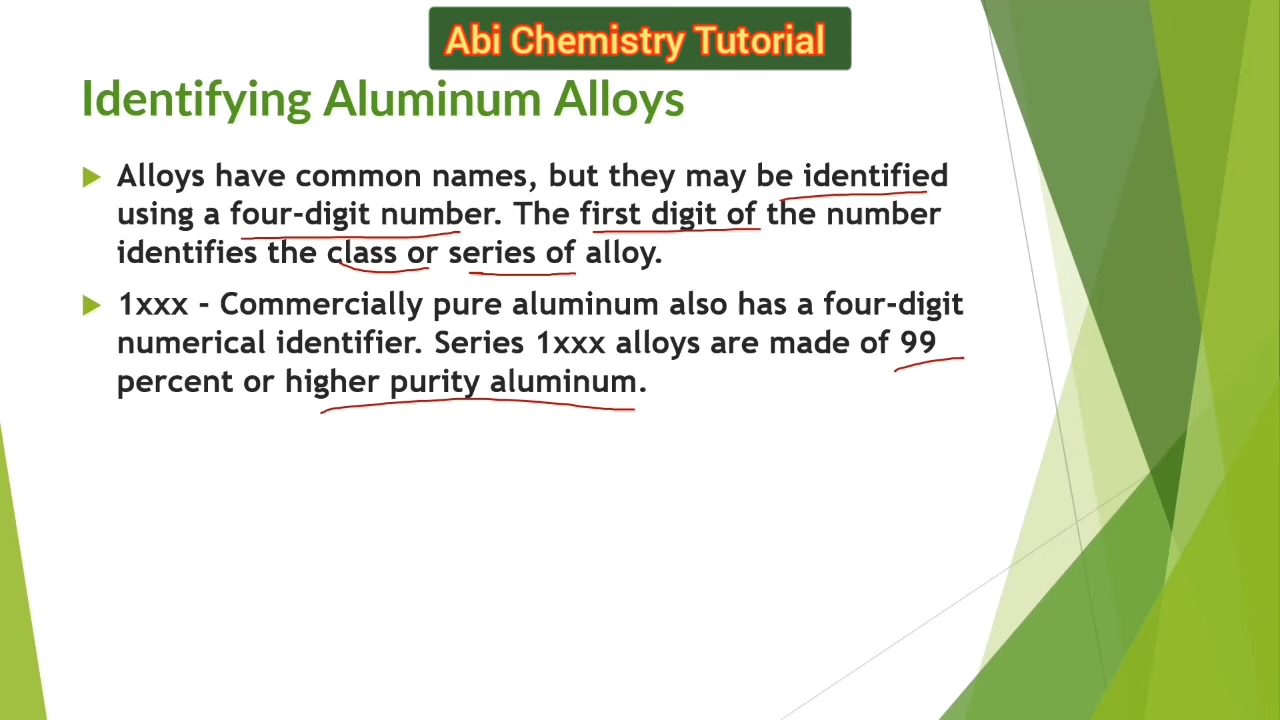 Abi Chemistry Tutorial
Identifying Aluminum Alloys
Alloys have common names, but they may be identified
using a four-digit number. The first digit of the number
identifies the class or series of alloy.
1xxx - Commercially pure aluminum also has a four-digit
numerical identifier. Series 1xxx alloys are made of 99
percent or higher purity aluminum.